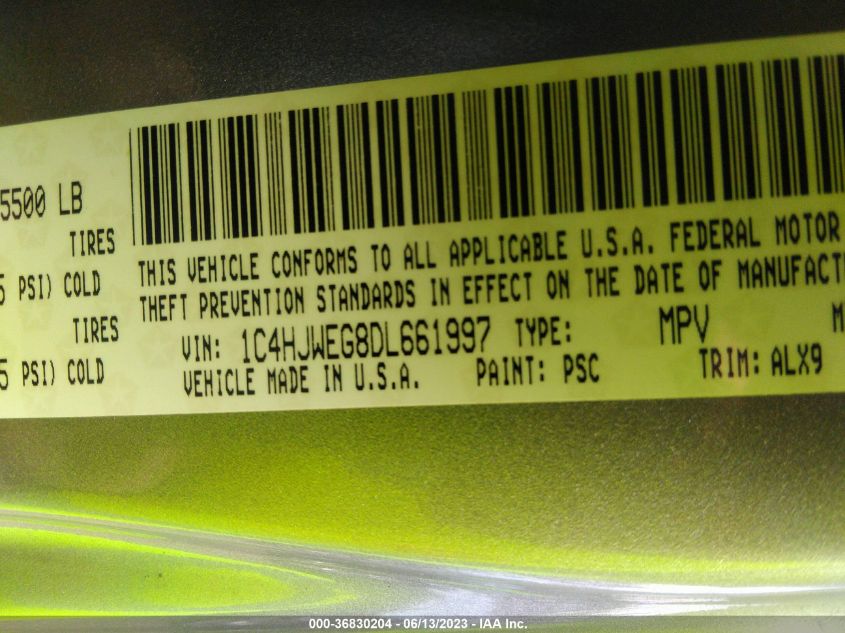 5500 LB
TIRES
5 PSI) COLD
TIRES
5 PSI) COLD
THIS VEHICLE CONFORMS TO ALL APPLICABLE U.S.A. FEDERAL MOTOR
THEFT PREVENTION STANDARDS IN EFFECT ON THE DATE OF MANUFACT
VIN: 1C4HJWEG8DL661997 TYPE: MPV M
VEHICLE MADE IN U.S.A. PAINT: PSC TRIM: ALX9
000-36830204 - 06/13/2023 - IAA Inc.